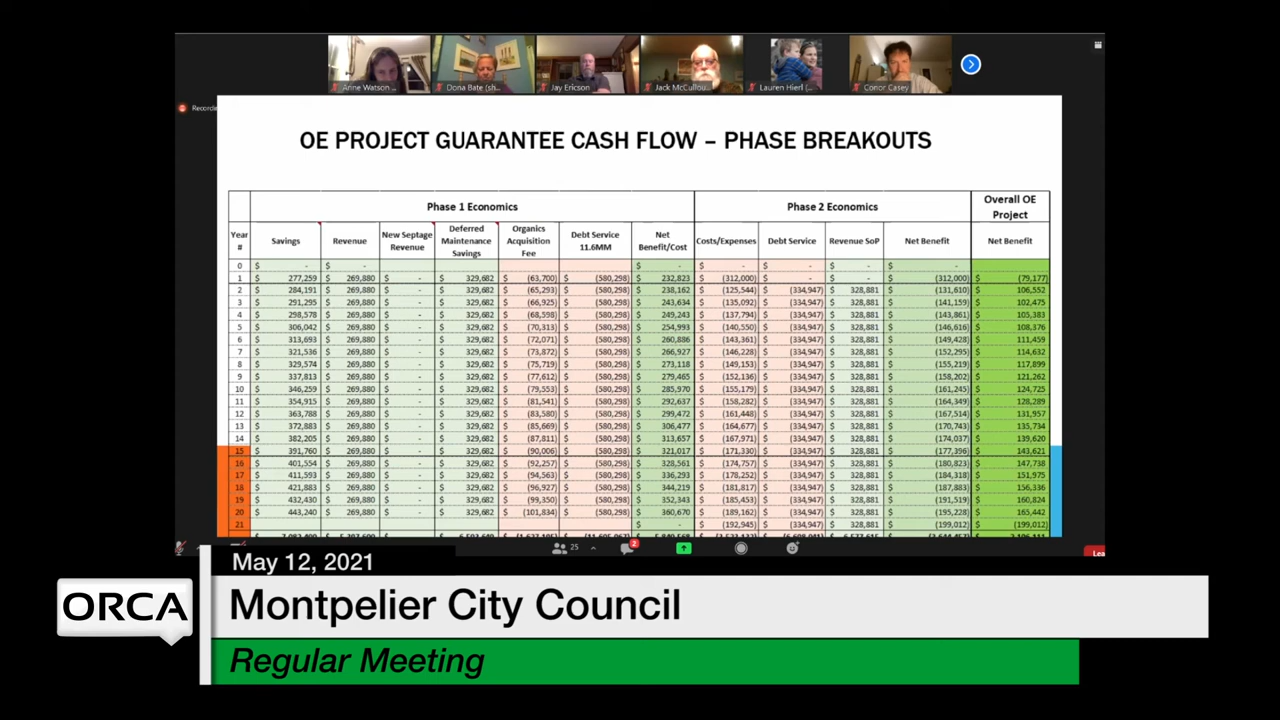 Anne Watson ...
Dona Bate (sh...
Jay Ericson
Jack McCullou...
Lauren Hierl (...
Conor Casey
Recordi
OE PROJECT GUARANTEE CASH FLOW – PHASE BREAKOUTS
Phase 1 Economics Phase 2 Economics Overall OE Project
Year # Savings Revenue New Septage Revenue Deferred Maintenance Savings Organics Acquisition Fee Debt Service 11.6MM Net Benefit/Cost Costs/Expenses Debt Service Revenue SoP Net Benefit Net Benefit
0 $ - $ - $ - $ - $ - $ - $ - $ - $ - $ - $ -
1 $ 277,259 $ 269,880 $ - $ 329,682 $ (63,700) $ (580,298) $ 232,823 $ (312,000) $ - $ - $ (312,000) $ (79,177)
2 $ 284,191 $ 269,880 $ - $ 329,682 $ (65,293) $ (580,298) $ 238,162 $ (125,544) $ (334,947) $ 328,881 $ (131,610) $ 106,552
3 $ 291,295 $ 269,880 $ - $ 329,682 $ (66,925) $ (580,298) $ 243,634 $ (135,092) $ (334,947) $ 328,881 $ (141,159) $ 102,475
4 $ 298,578 $ 269,880 $ - $ 329,682 $ (68,598) $ (580,298) $ 249,243 $ (137,794) $ (334,947) $ 328,881 $ (143,861) $ 105,383
5 $ 306,042 $ 269,880 $ - $ 329,682 $ (70,313) $ (580,298) $ 254,993 $ (140,550) $ (334,947) $ 328,881 $ (146,616) $ 108,376
6 $ 313,693 $ 269,880 $ - $ 329,682 $ (72,071) $ (580,298) $ 260,886 $ (143,361) $ (334,947) $ 328,881 $ (149,428) $ 111,459
7 $ 321,536 $ 269,880 $ - $ 329,682 $ (73,872) $ (580,298) $ 266,927 $ (146,228) $ (334,947) $ 328,881 $ (152,295) $ 114,632
8 $ 329,574 $ 269,880 $ - $ 329,682 $ (75,719) $ (580,298) $ 273,118 $ (149,153) $ (334,947) $ 328,881 $ (155,219) $ 117,899
9 $ 337,813 $ 269,880 $ - $ 329,682 $ (77,612) $ (580,298) $ 279,465 $ (152,136) $ (334,947) $ 328,881 $ (158,202) $ 121,262
10 $ 346,259 $ 269,880 $ - $ 329,682 $ (79,553) $ (580,298) $ 285,970 $ (155,179) $ (334,947) $ 328,881 $ (161,245) $ 124,725
11 $ 354,915 $ 269,880 $ - $ 329,682 $ (81,541) $ (580,298) $ 292,637 $ (158,282) $ (334,947) $ 328,881 $ (164,349) $ 128,289
12 $ 363,788 $ 269,880 $ - $ 329,682 $ (83,580) $ (580,298) $ 299,472 $ (161,448) $ (334,947) $ 328,881 $ (167,514) $ 131,957
13 $ 372,883 $ 269,880 $ - $ 329,682 $ (85,669) $ (580,298) $ 306,477 $ (164,677) $ (334,947) $ 328,881 $ (170,743) $ 135,734
14 $ 382,205 $ 269,880 $ - $ 329,682 $ (87,811) $ (580,298) $ 313,657 $ (167,971) $ (334,947) $ 328,881 $ (174,037) $ 139,620
15 $ 391,760 $ 269,880 $ - $ 329,682 $ (90,006) $ (580,298) $ 321,017 $ (171,330) $ (334,947) $ 328,881 $ (177,396) $ 143,621
16 $ 401,554 $ 269,880 $ - $ 329,682 $ (92,257) $ (580,298) $ 328,561 $ (174,757) $ (334,947) $ 328,881 $ (180,823) $ 147,738
17 $ 411,593 $ 269,880 $ - $ 329,682 $ (94,563) $ (580,298) $ 336,293 $ (178,252) $ (334,947) $ 328,881 $ (184,318) $ 151,975
18 $ 421,883 $ 269,880 $ - $ 329,682 $ (96,927) $ (580,298) $ 344,219 $ (181,817) $ (334,947) $ 328,881 $ (187,883) $ 156,336
19 $ 432,430 $ 269,880 $ - $ 329,682 $ (99,350) $ (580,298) $ 352,343 $ (185,453) $ (334,947) $ 328,881 $ (191,519) $ 160,824
20 $ 443,240 $ 269,880 $ - $ 329,682 $ (101,834) $ (580,298) $ 360,670 $ (189,162) $ (334,947) $ 328,881 $ (195,228) $ 165,442
21 $ - $ (192,945) $ (334,947) $ 328,881 $ (199,012) $ (199,012)
25
2
Lea
May 12, 2021
ORCA
Montpelier City Council
Regular Meeting